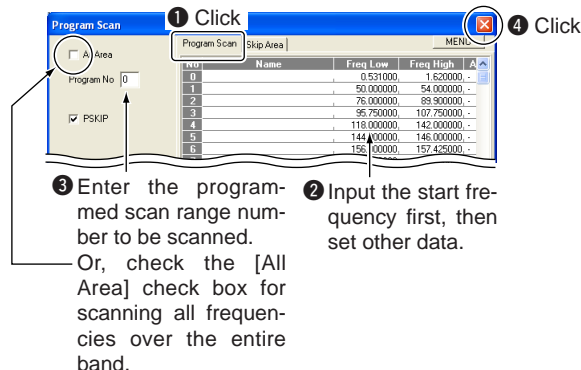 ❶ Click
Program Scan
❹ Click
All Area
Program Scan
Skip Area
MENU
No Name Freq Low Freq High A
Program No 0
0 0.531000, 1.620000, -
1 50.000000, 54.000000, -
2 76.000000, 89.900000, -
3 95.750000, 107.750000, -
PSKIP
4 118.000000, 142.000000, -
5 144.000000, 146.000000, -
6 156.000000, 157.425000, -
❸ Enter the program-
med scan range num-
ber to be scanned.
Or, check the [All
Area] check box for
scanning all frequen-
cies over the entire
band.
❷ Input the start fre-
quency first, then
set other data.